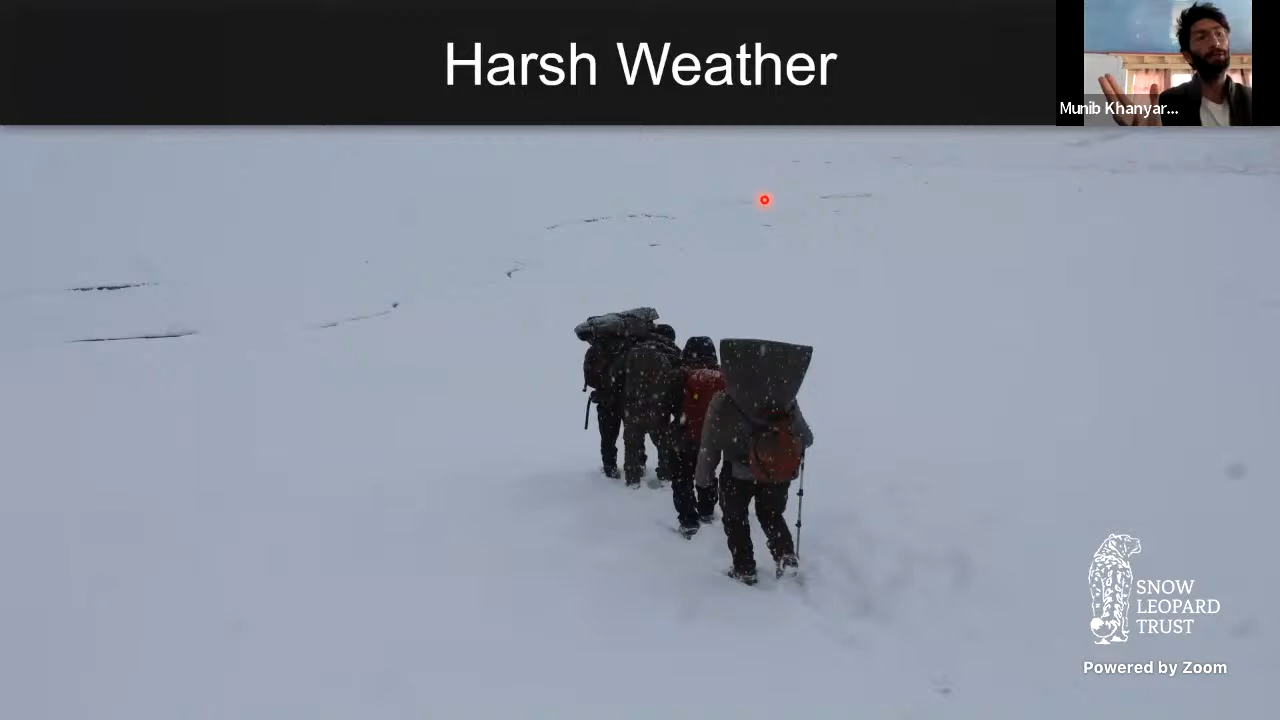 Harsh Weather
Munib Khanyar...
SNOW
LEOPARD
TRUST
Powered by Zoom